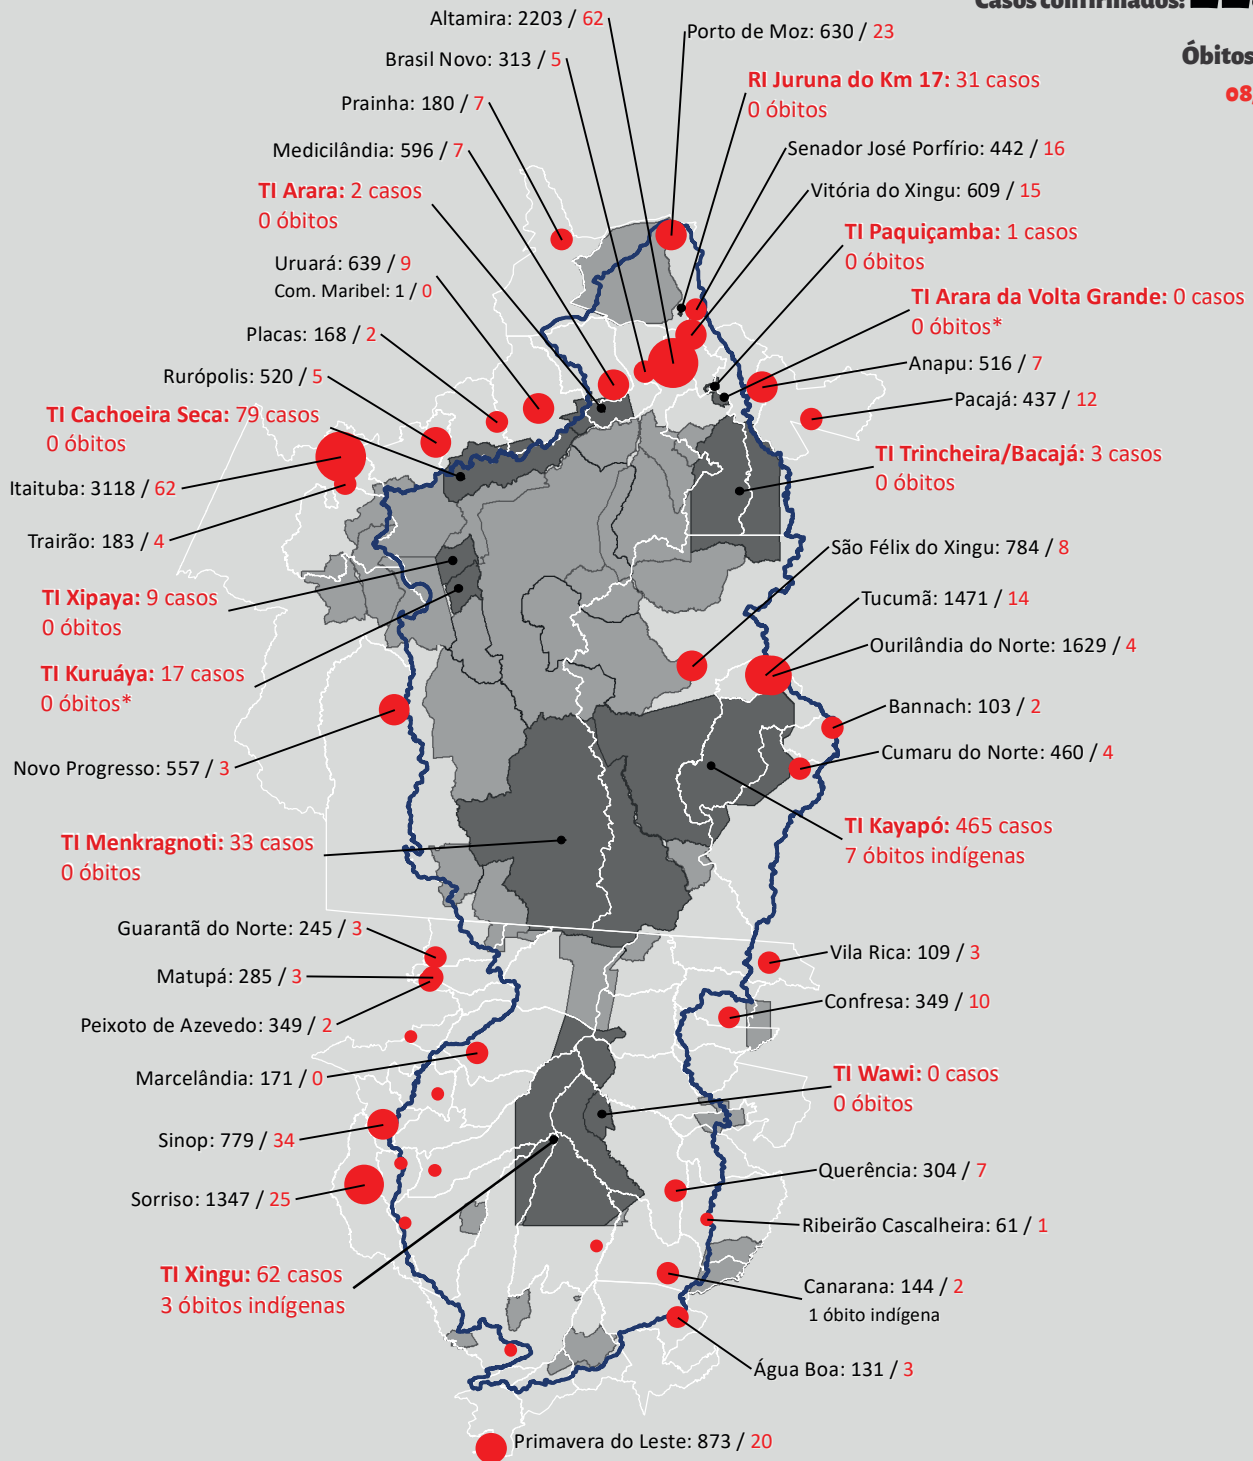 Casos confirmados:
Óbitos
08
Altamira: 2203 / 62
Porto de Moz: 630 / 23
Brasil Novo: 313 / 5
RI Juruna do Km 17: 31 casos
0 óbitos
Prainha: 180 / 7
Medicilândia: 596 / 7
Senador José Porfírio: 442 / 16
TI Arara: 2 casos
0 óbitos
Vitória do Xingu: 609 / 15
TI Paquiçamba: 1 casos
0 óbitos
Uruará: 639 / 9
Com. Maribel: 1 / 0
TI Arara da Volta Grande: 0 casos
0 óbitos*
Placas: 168 / 2
Anapu: 516 / 7
Rurópolis: 520 / 5
Pacajá: 437 / 12
TI Cachoeira Seca: 79 casos
0 óbitos
TI Trincheira/Bacajá: 3 casos
0 óbitos
Itaituba: 3118 / 62
Trairão: 183 / 4
São Félix do Xingu: 784 / 8
TI Xipaya: 9 casos
0 óbitos
Tucumã: 1471 / 14
Ourilândia do Norte: 1629 / 4
TI Kuruáya: 17 casos
0 óbitos*
Bannach: 103 / 2
Cumaru do Norte: 460 / 4
Novo Progresso: 557 / 3
TI Kayapó: 465 casos
7 óbitos indígenas
TI Menkragnoti: 33 casos
0 óbitos
Guarantã do Norte: 245 / 3
Vila Rica: 109 / 3
Matupá: 285 / 3
Confresa: 349 / 10
Peixoto de Azevedo: 349 / 2
Marcelândia: 171 / 0
TI Wawi: 0 casos
0 óbitos
Sinop: 779 / 34
Querência: 304 / 7
Sorriso: 1347 / 25
Ribeirão Cascalheira: 61 / 1
TI Xingu: 62 casos
3 óbitos indígenas
Canarana: 144 / 2
1 óbito indígena
Água Boa: 131 / 3
Primavera do Leste: 873 / 20